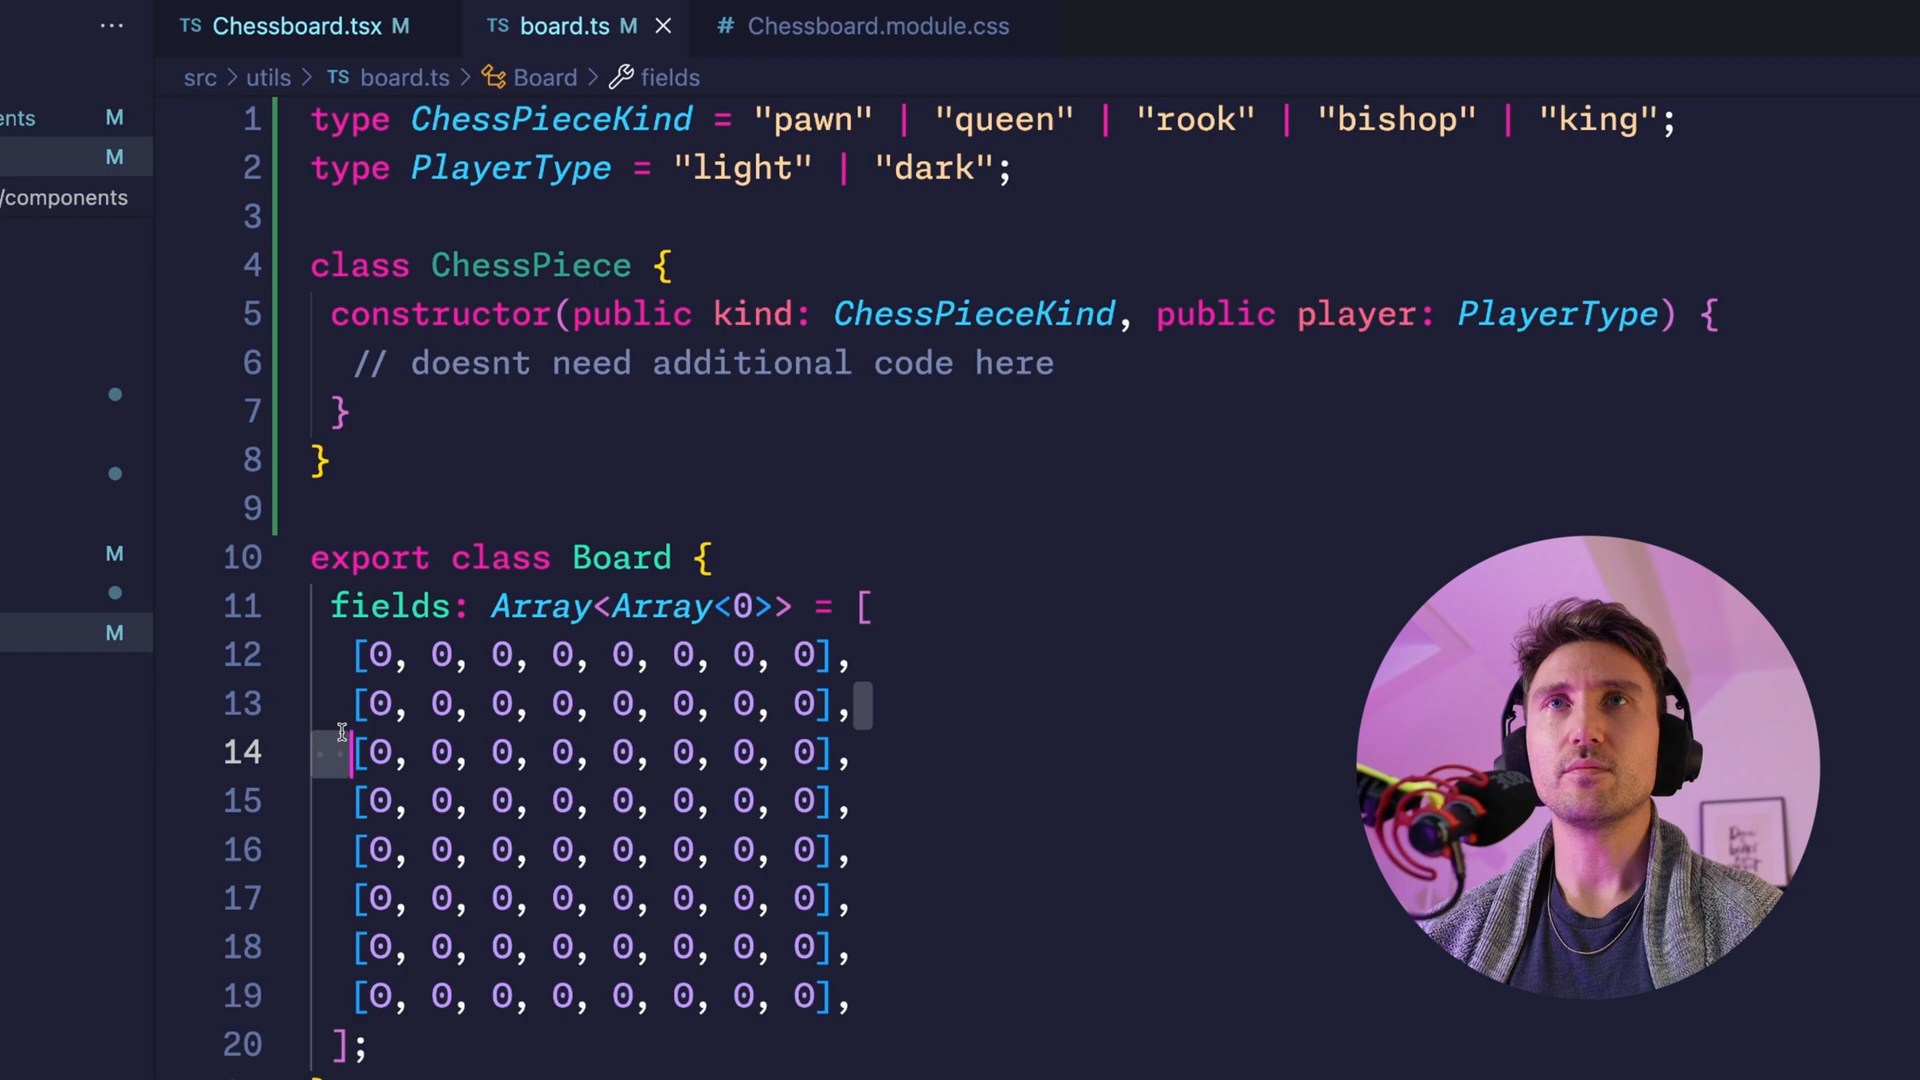 ... TS Chessboard.tsx M TS board.ts M × # Chessboard.module.css
src > utils > TS board.ts > Board > fields
ents M
M
/components
M
M
1 type ChessPieceKind = "pawn" | "queen" | "rook" | "bishop" | "king";
2 type PlayerType = "light" | "dark";
3
4 class ChessPiece {
5 constructor(public kind: ChessPieceKind, public player: PlayerType) {
6 // doesnt need additional code here
7 }
8 }
9
10 export class Board {
11 fields: Array<Array<0>> = [
12 [0, 0, 0, 0, 0, 0, 0, 0],
13 [0, 0, 0, 0, 0, 0, 0, 0],
14 [0, 0, 0, 0, 0, 0, 0, 0],
15 [0, 0, 0, 0, 0, 0, 0, 0],
16 [0, 0, 0, 0, 0, 0, 0, 0],
17 [0, 0, 0, 0, 0, 0, 0, 0],
18 [0, 0, 0, 0, 0, 0, 0, 0],
19 [0, 0, 0, 0, 0, 0, 0, 0],
20 ];